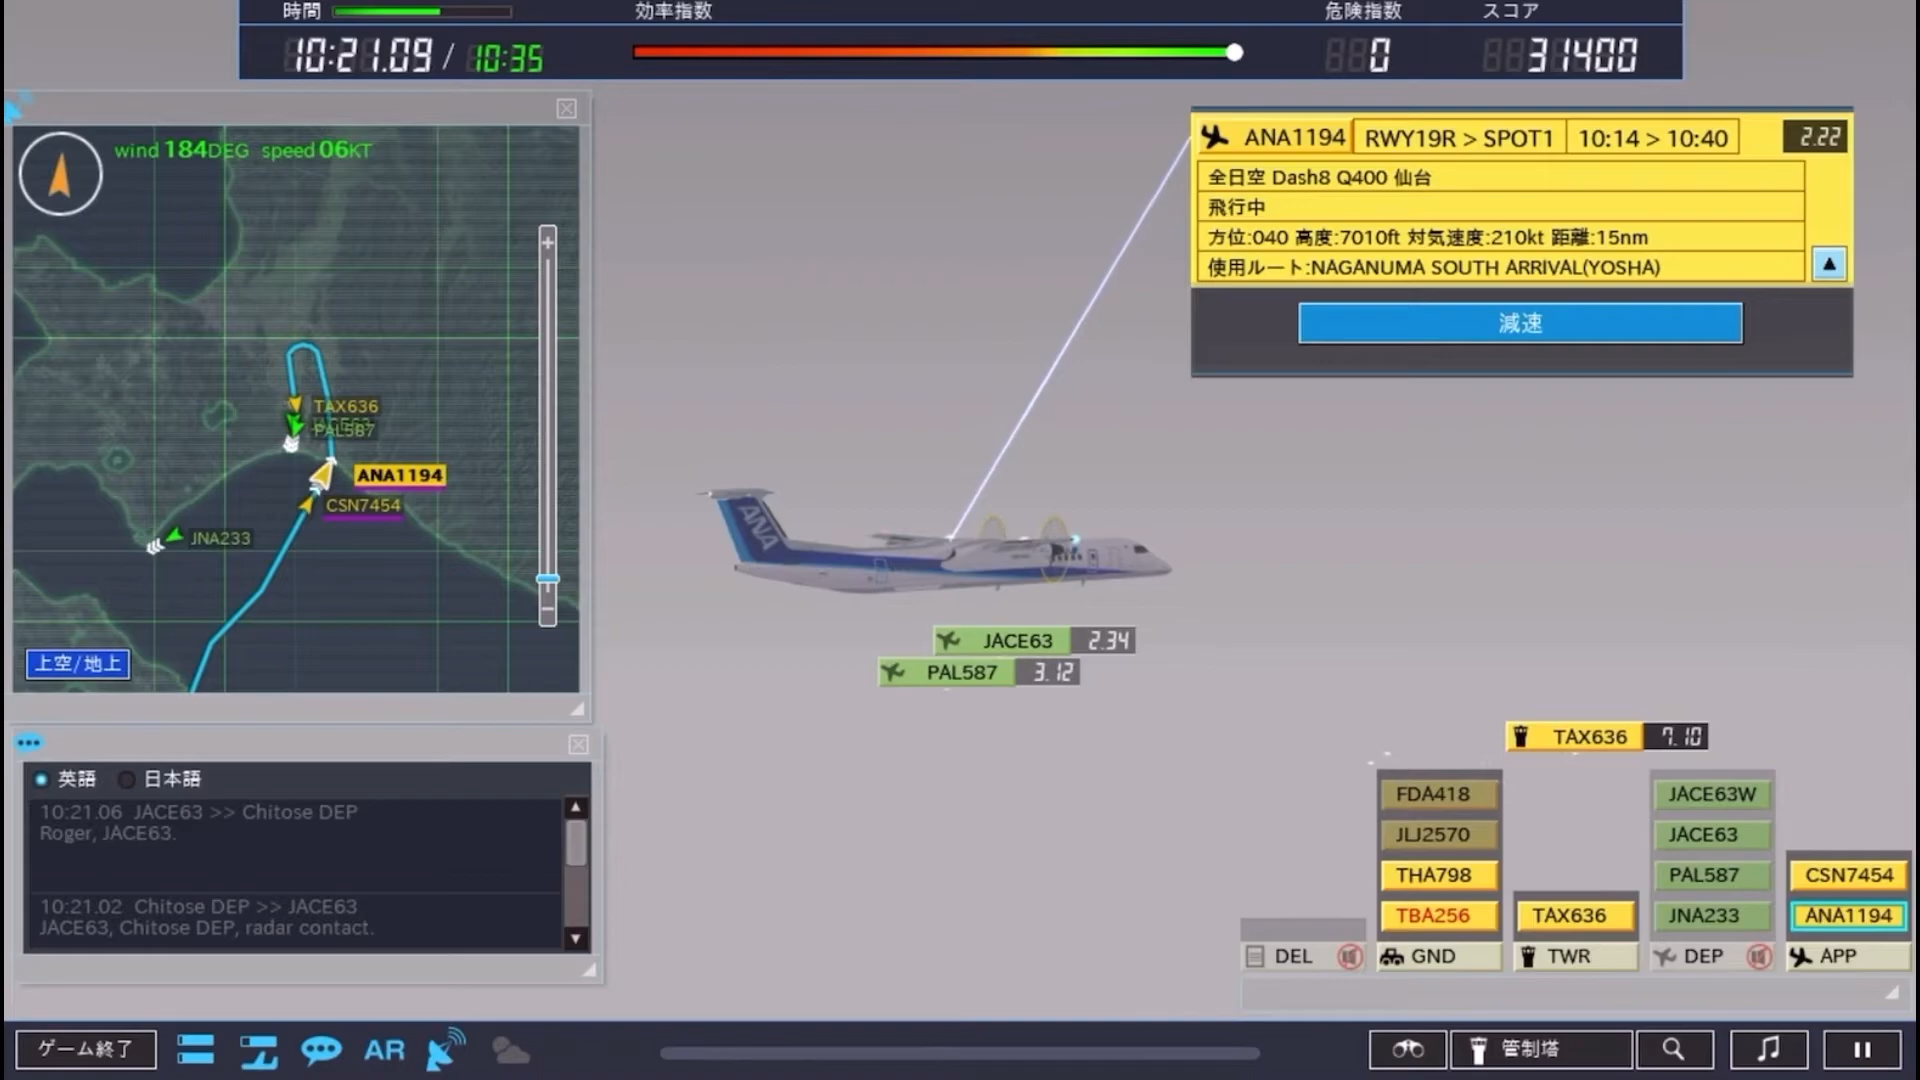 時間
効率指数
危険指数
スコア
10:21.09 / 10:35
0
31400
wind 184DEG speed 06KT
TAX636
PAL587
ANA1194
CSN7454
JNA233
上空/地上
ANA1194 RWY19R > SPOT1 10:14 > 10:40 2.22
全日空 Dash8 Q400 仙台
飛行中
方位:040 高度:7010ft 対気速度:210kt 距離:15nm
使用ルート:NAGANUMA SOUTH ARRIVAL(YOSHA)
▲
減速
ANA
JACE63 2.34
PAL587 3.12
TAX636 7.10
英語 日本語
10:21.06 JACE63 >> Chitose DEP
Roger, JACE63.
10:21.02 Chitose DEP >> JACE63
JACE63, Chitose DEP, radar contact.
FDA418
JLJ2570
THA798
TBA256
TAX636
JACE63W
JACE63
PAL587
JNA233
CSN7454
ANA1194
DEL
GND
TWR
DEP
APP
ゲーム終了
AR
管制塔